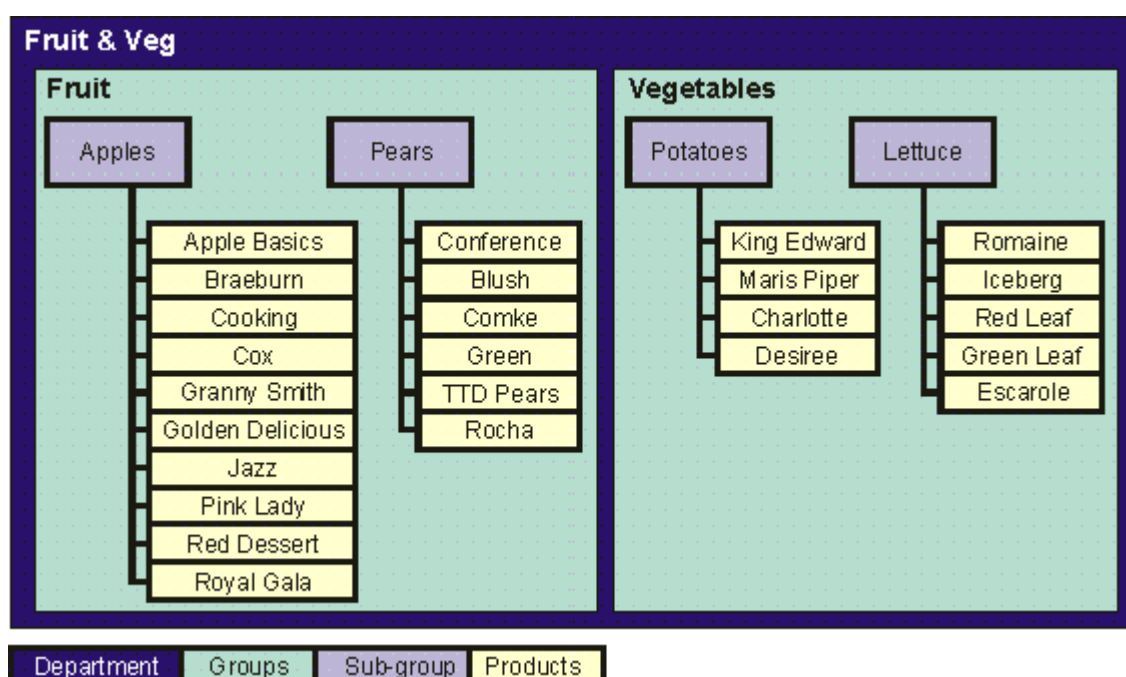 Fruit & Veg
Fruit
Apples
Apple Basics
Braeburn
Cooking
Cox
Granny Smith
Golden Delicious
Jazz
Pink Lady
Red Dessert
Royal Gala
Pears
Conference
Blush
Comke
Green
TTD Pears
Rocha
Vegetables
Potatoes
King Edward
Maris Piper
Charlotte
Desiree
Lettuce
Romaine
Iceberg
Red Leaf
Green Leaf
Escarole
Department Groups Sub-group Products